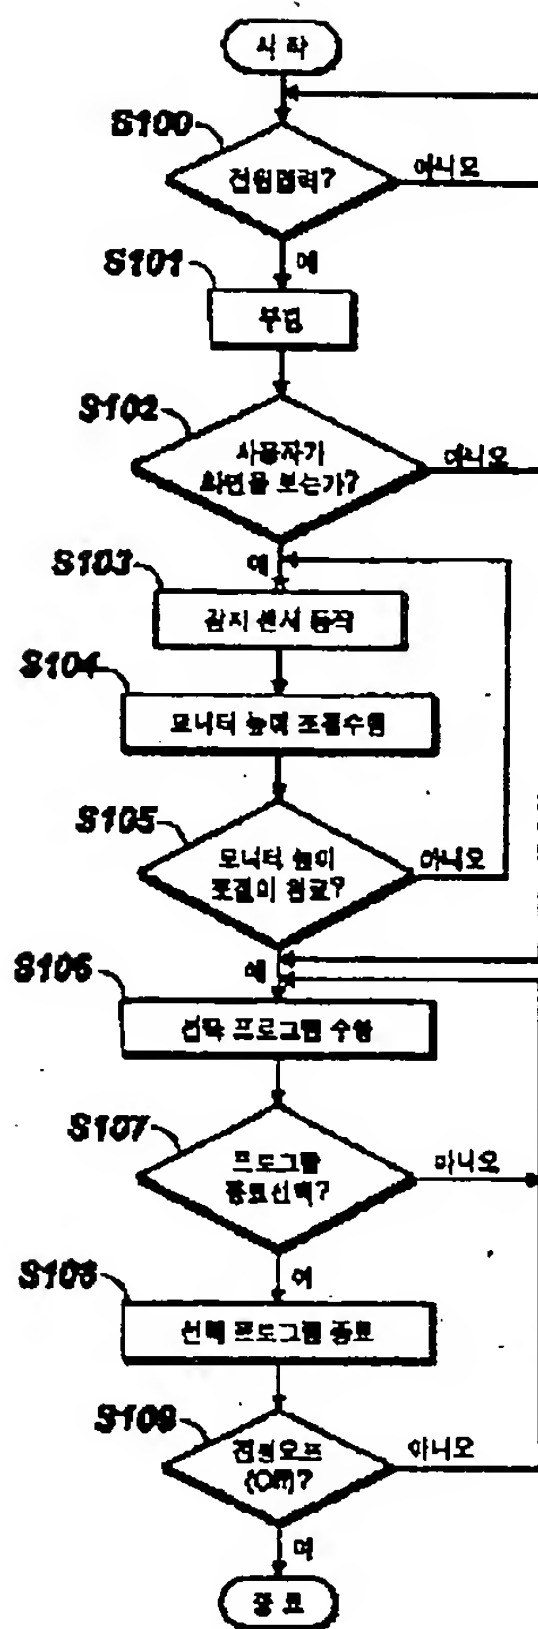 시 작
S100
전원입력?
아니오
예
S101
부팅
S102
사용자가
화면을 보는가?
아니오
예
S103
감지 센서 동작
S104
모니터 높이 조절수행
S105
모니터 높이
조절이 완료?
아니오
예
S106
선택 프로그램 수행
S107
프로그램
종료선택?
아니오
예
S108
선택 프로그램 종료
S109
전원오프
(Off)?
아니오
예
종 료